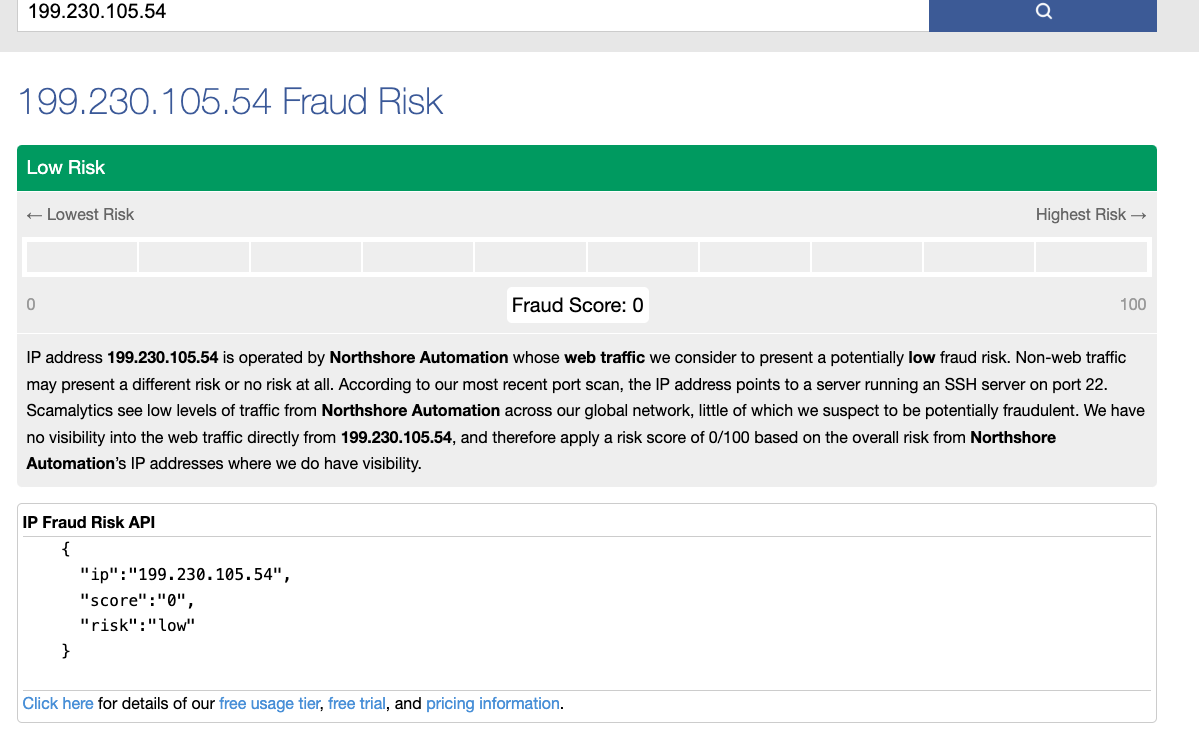 199.230.105.54
199.230.105.54 Fraud Risk
Low Risk
← Lowest Risk
Highest Risk →
0
Fraud Score: 0
100
IP address 199.230.105.54 is operated by Northshore Automation whose web traffic we consider to present a potentially low fraud risk. Non-web traffic
may present a different risk or no risk at all. According to our most recent port scan, the IP address points to a server running an SSH server on port 22.
Scamalytics see low levels of traffic from Northshore Automation across our global network, little of which we suspect to be potentially fraudulent. We have
no visibility into the web traffic directly from 199.230.105.54, and therefore apply a risk score of 0/100 based on the overall risk from Northshore
Automation's IP addresses where we do have visibility.
IP Fraud Risk API
{
"ip":"199.230.105.54",
"score":"0",
"risk":"low"
}
Click here for details of our free usage tier, free trial, and pricing information.